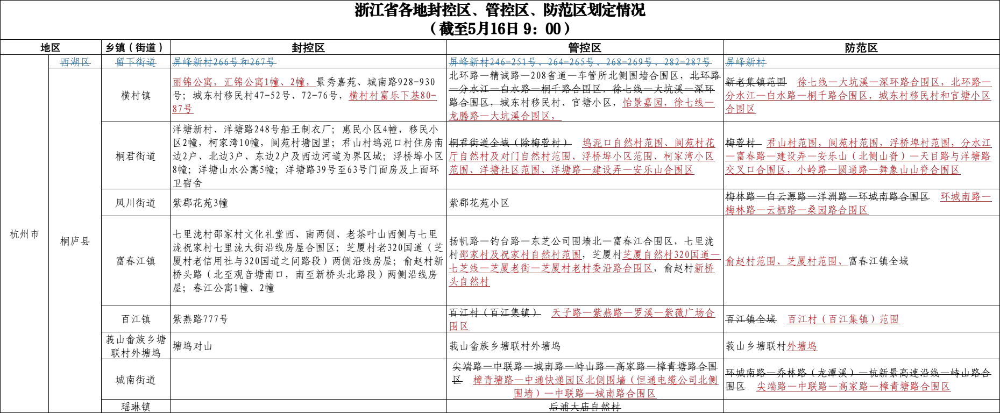 浙江省各地封控区、管控区、防范区划定情况
（截至5月16日 9：00）
地区
乡镇（街道）
封控区
管控区
防范区
杭州市
西湖区
留下街道
屏峰新村266号和267号
屏峰新村246-251号、264-265号、268-269号、282-287号
屏峰新村
桐庐县
横村镇
丽锦公寓，汇锦公寓1幢、2幢，景秀嘉苑、城南路928-930
号；城东村移民村47-52号、72-76号，横村村富乐下基80-
87号
北环路—精诚路—208省道—车管所北侧围墙合围区，北环路
—分水江—白水路—桐千路合围区，徐七线—大坑溪—深环
路合围区，城东村移民村、官塘小区，怡景嘉园，徐七线—
龙腾路—大坑溪合围区，
新老集镇范围 徐七线—大坑溪—深环路合围区，北环路—
分水江—白水路—桐千路合围区，城东村移民村和官塘小区
合围区
桐君街道
洋塘新村、洋塘路248号船王制衣厂；惠民小区4幢，移民小
区2幢，柯家湾10幢，阆苑村塘园里；君山村坞泥口村住房南
边2户、北边3户、东边2户及西边河道为界区域；浮桥埠小区
8幢；洋塘山水公寓5幢；洋塘路39号至63号门面房及上面环
卫宿舍
桐君街道全域（除梅蓉村） 坞泥口自然村范围、阆苑村花
厅自然村及对门自然村范围、浮桥埠小区范围、柯家湾小区
范围、洋塘社区范围、洋塘路—建设弄—安乐山合围区
梅蓉村 君山村范围，阆苑村范围，浮桥埠村范围，分水江
—富春路—建设弄—安乐山（北侧山脊）—天目路与洋塘路
交叉口合围区，小岭路—圆通路—舞象山山脊合围区
凤川街道
紫郡花苑3幢
紫郡花苑小区
梅林路—白云源路—洋洲路—环城南路合围区 环城南路—
梅林路—云栖路—桑园路合围区
富春江镇
七里泷村邵家村文化礼堂西、南两侧、老茶叶山西侧与七里
泷祝家村七里泷大街沿线房屋合围区；芝厦村老320国道（芝
厦村老信用社与320国道之间路段）两侧沿线房屋；俞赵村新
桥头路（北至观音塘南口，南至新桥头北路段）两侧沿线房
屋；春江公寓1幢、2幢
扬帆路—钓台路—东芝公司围墙北—富春江合围区，七里泷
村邵家村及祝家村自然村范围，芝厦村芝厦自然村320国道—
七芝线—芝厦老街—芝厦村老村委沿路合围区，俞赵村新桥
头自然村
俞赵村范围、芝厦村范围、富春江镇全域
百江镇
紫燕路777号
百江村（百江集镇） 天子路—紫燕路—罗溪—紫薇广场合
围区
百江镇全域 百江村（百江集镇）范围
莪山畲族乡塘
联村外塘坞
塘坞对山
莪山畲族乡塘联村外塘坞
莪山乡塘联村外塘坞
城南街道
尖端路—中联路—城南路—峙山路—高家路—樟青塘路合围
区 樟青塘路—中通快递园区北侧围墙（恒通电缆公司北侧
围墙）—中联路—城南路合围区
环城南路—乔林路（龙潭溪）—杭新景高速沿线—峙山路合
围区 尖端路—中联路—高家路—樟青塘路合围区
瑶琳镇
后浦大庙自然村